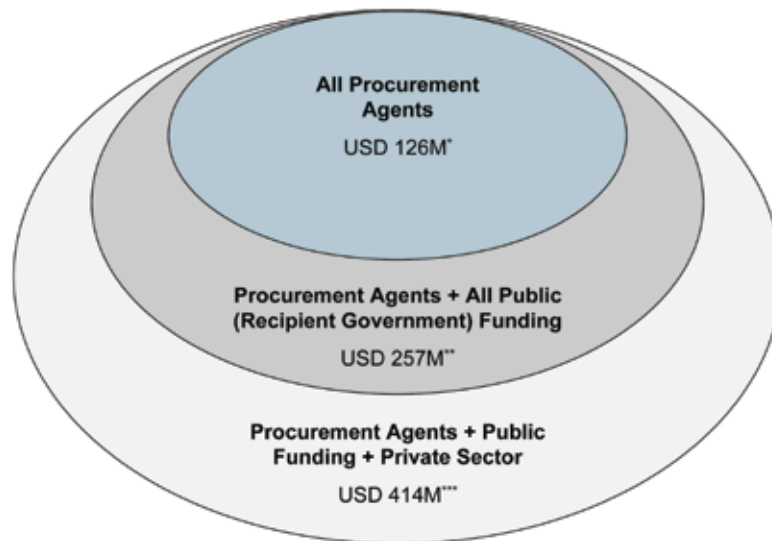 All Procurement
Agents
USD 126M*
Procurement Agents + All Public
(Recipient Government) Funding
USD 257M**
Procurement Agents + Public
Funding + Private Sector
USD 414M***